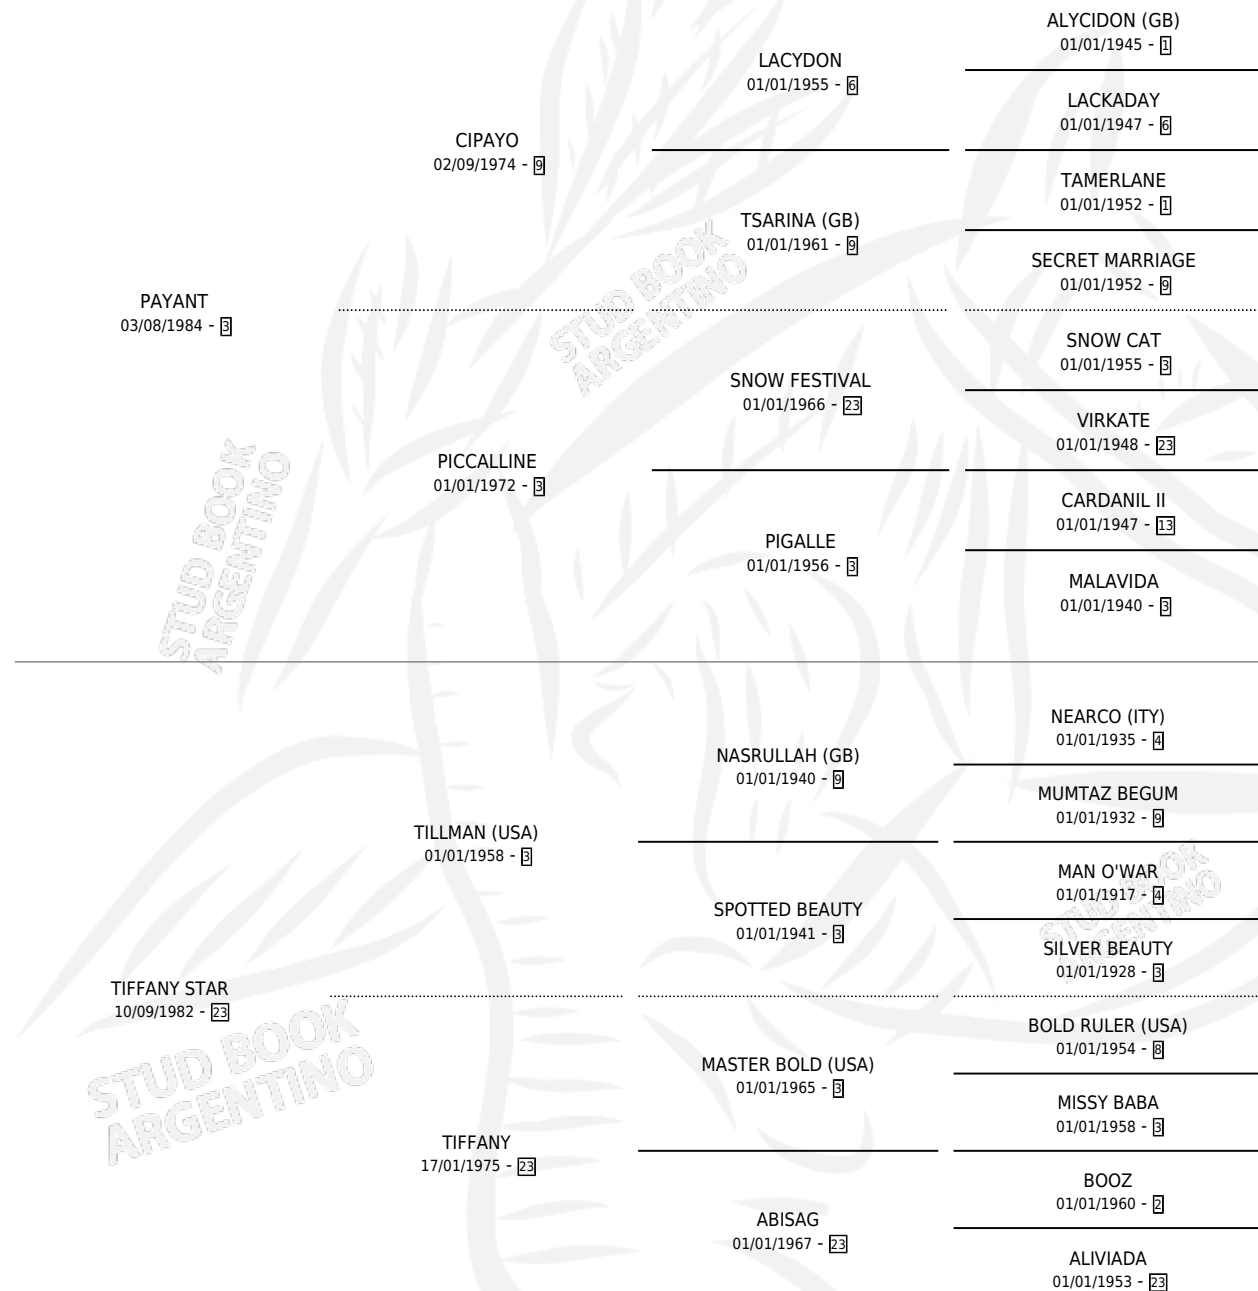 ALYCIDON (GB)
01/01/1945 - 1
LACYDON
01/01/1955 - 6
LACKADAY
01/01/1947 - 6
CIPAYO
02/09/1974 - 9
TAMERLANE
01/01/1952 - 1
TSARINA (GB)
01/01/1961 - 9
SECRET MARRIAGE
01/01/1952 - 9
PAYANT
03/08/1984 - 3
STUD BOOK
ARGENTINO
SNOW CAT
01/01/1955 - 3
SNOW FESTIVAL
01/01/1966 - 23
VIRKATE
01/01/1948 - 23
PICCALLINE
01/01/1972 - 3
CARDANIL II
01/01/1947 - 13
PIGALLE
01/01/1956 - 3
MALAVIDA
01/01/1940 - 3
STUD BOOK
ARGENTINO
NEARCO (ITY)
01/01/1935 - 4
NASRULLAH (GB)
01/01/1940 - 9
MUMTAZ BEGUM
01/01/1932 - 9
TILLMAN (USA)
01/01/1958 - 3
MAN O'WAR
01/01/1917 - 4
SPOTTED BEAUTY
01/01/1941 - 3
SILVER BEAUTY
01/01/1928 - 3
STUD BOOK
ARGENTINO
TIFFANY STAR
10/09/1982 - 23
BOLD RULER (USA)
01/01/1954 - 8
MASTER BOLD (USA)
01/01/1965 - 3
MISSY BABA
01/01/1958 - 3
STUD BOOK
ARGENTINO
TIFFANY
17/01/1975 - 23
BOOZ
01/01/1960 - 2
ABISAG
01/01/1967 - 23
ALIVIADA
01/01/1953 - 23